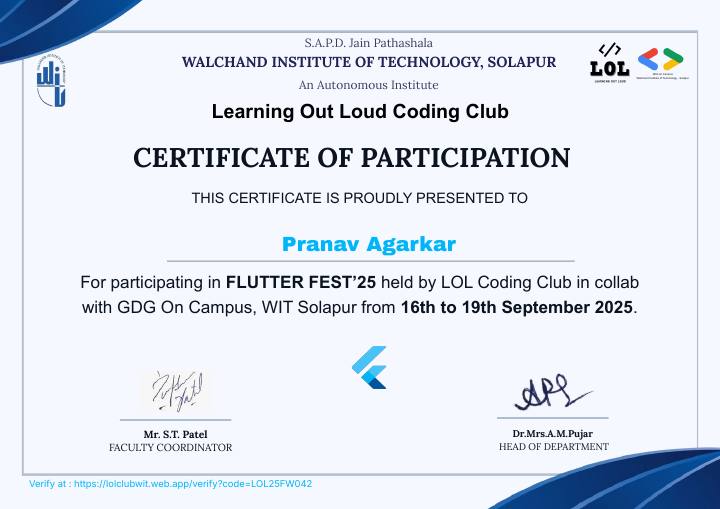 S.A.P.D. Jain Pathashala
WALCHAND INSTITUTE OF TECHNOLOGY, SOLAPUR
An Autonomous Institute
LOL
LEARNING OUT LOUD
Learning Out Loud Coding Club
CERTIFICATE OF PARTICIPATION
THIS CERTIFICATE IS PROUDLY PRESENTED TO
Pranav Agarkar
For participating in FLUTTER FEST’25 held by LOL Coding Club in collab
with GDG On Campus, WIT Solapur from 16th to 19th September 2025.
Mr. S.T. Patel
FACULTY COORDINATOR
Dr.Mrs.A.M.Pujar
HEAD OF DEPARTMENT
Verify at : https://lolclubwit.web.app/verify?code=LOL25FW042